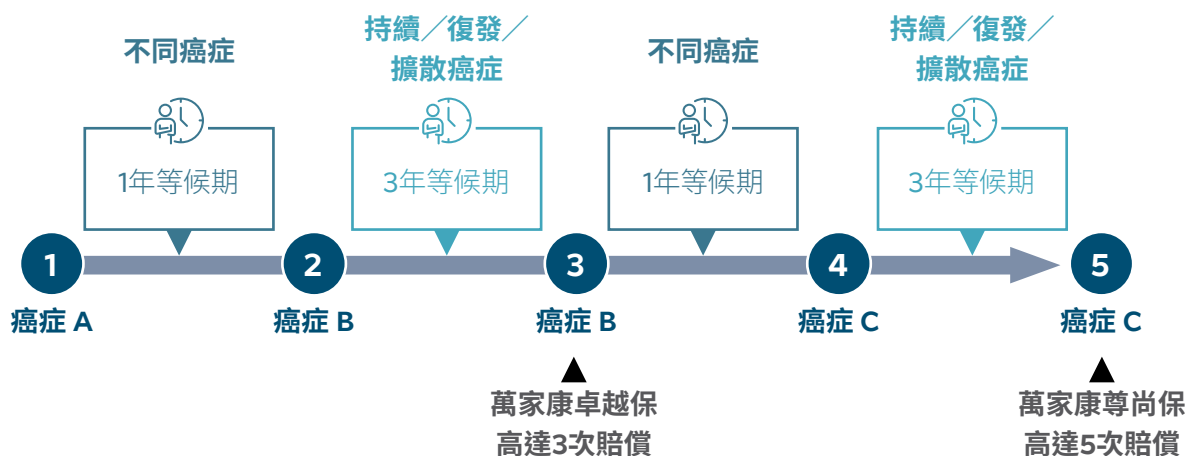 不同癌症
持續／復發／
擴散癌症
不同癌症
持續／復發／
擴散癌症
1年等候期
3年等候期
1年等候期
3年等候期
1
2
3
4
5
癌症 A
癌症 B
癌症 B
癌症 C
癌症 C
萬家康卓越保
高達3次賠償
萬家康尊尚保
高達5次賠償